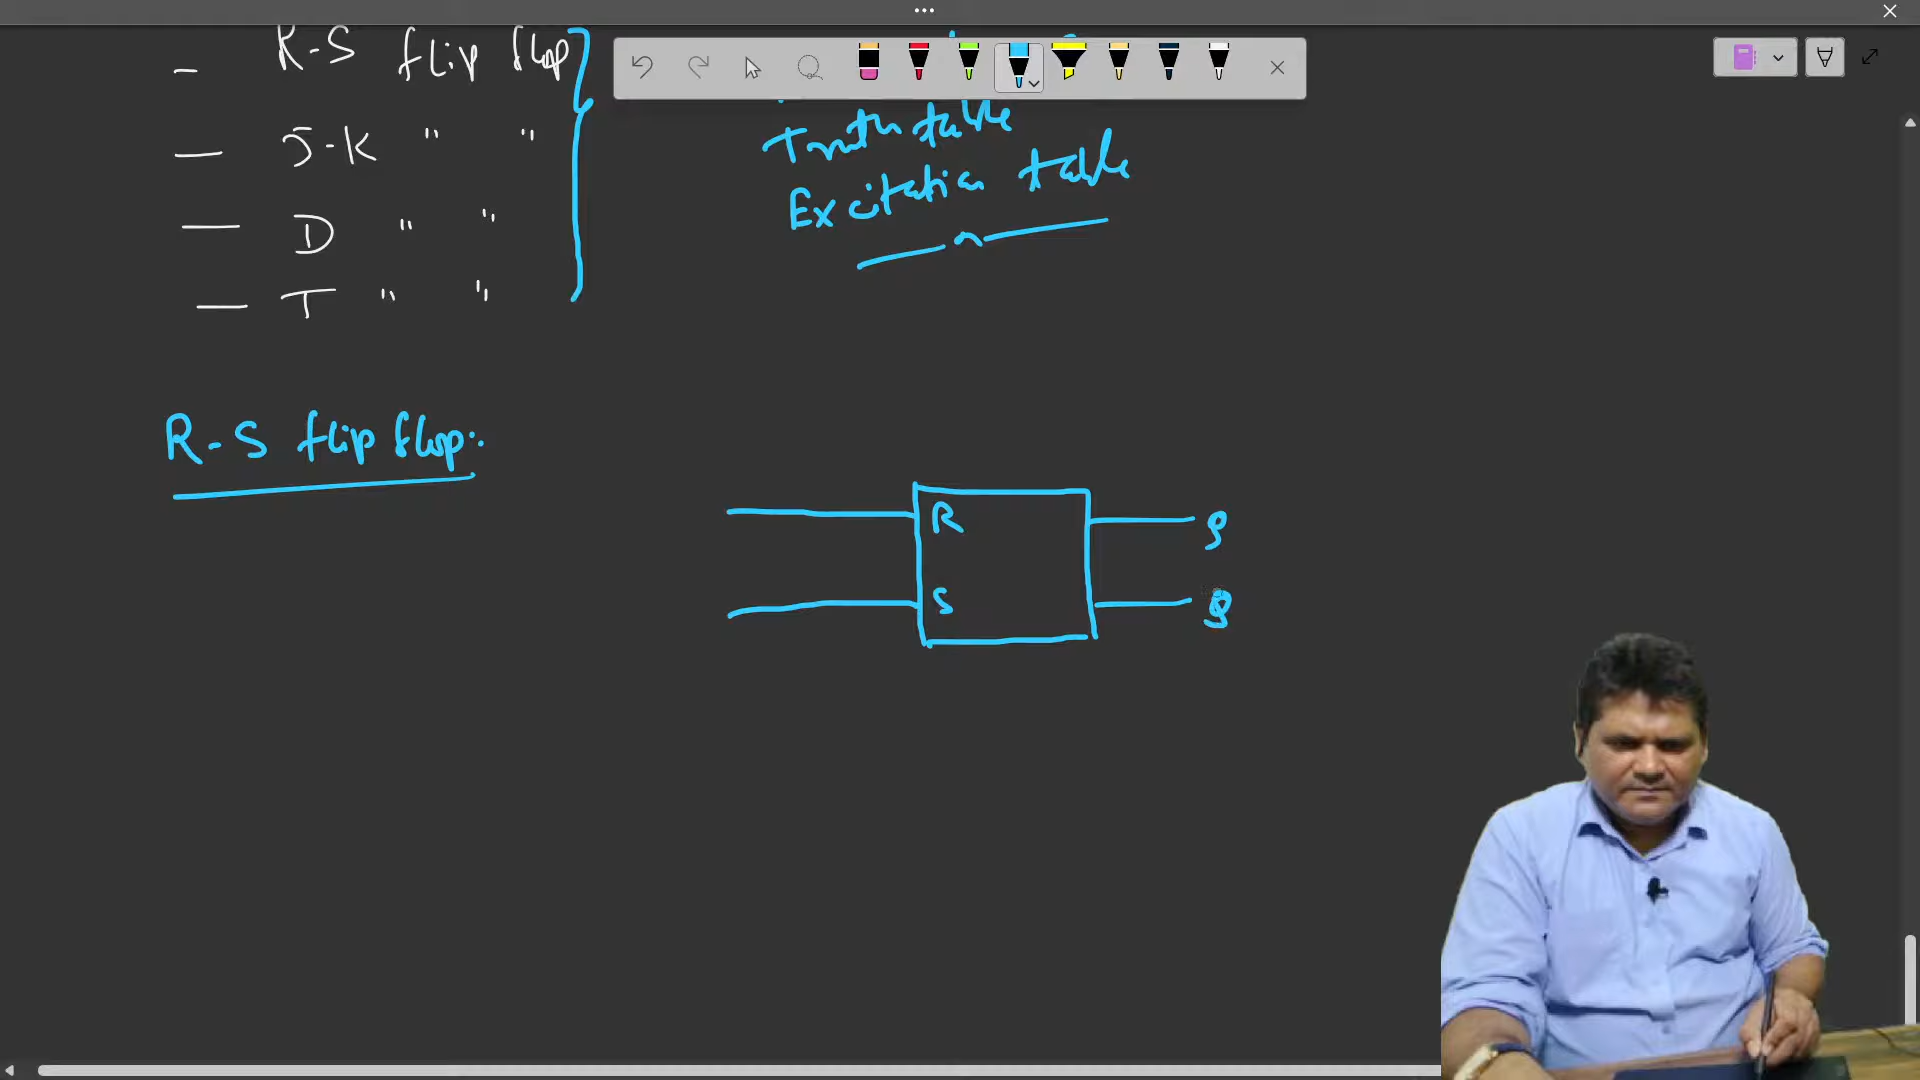 - R-S flip flop
— J-K " "
— D " "
— T " "
Truth table
Excitation table
R-S flip flop:
R
S
Q
Q